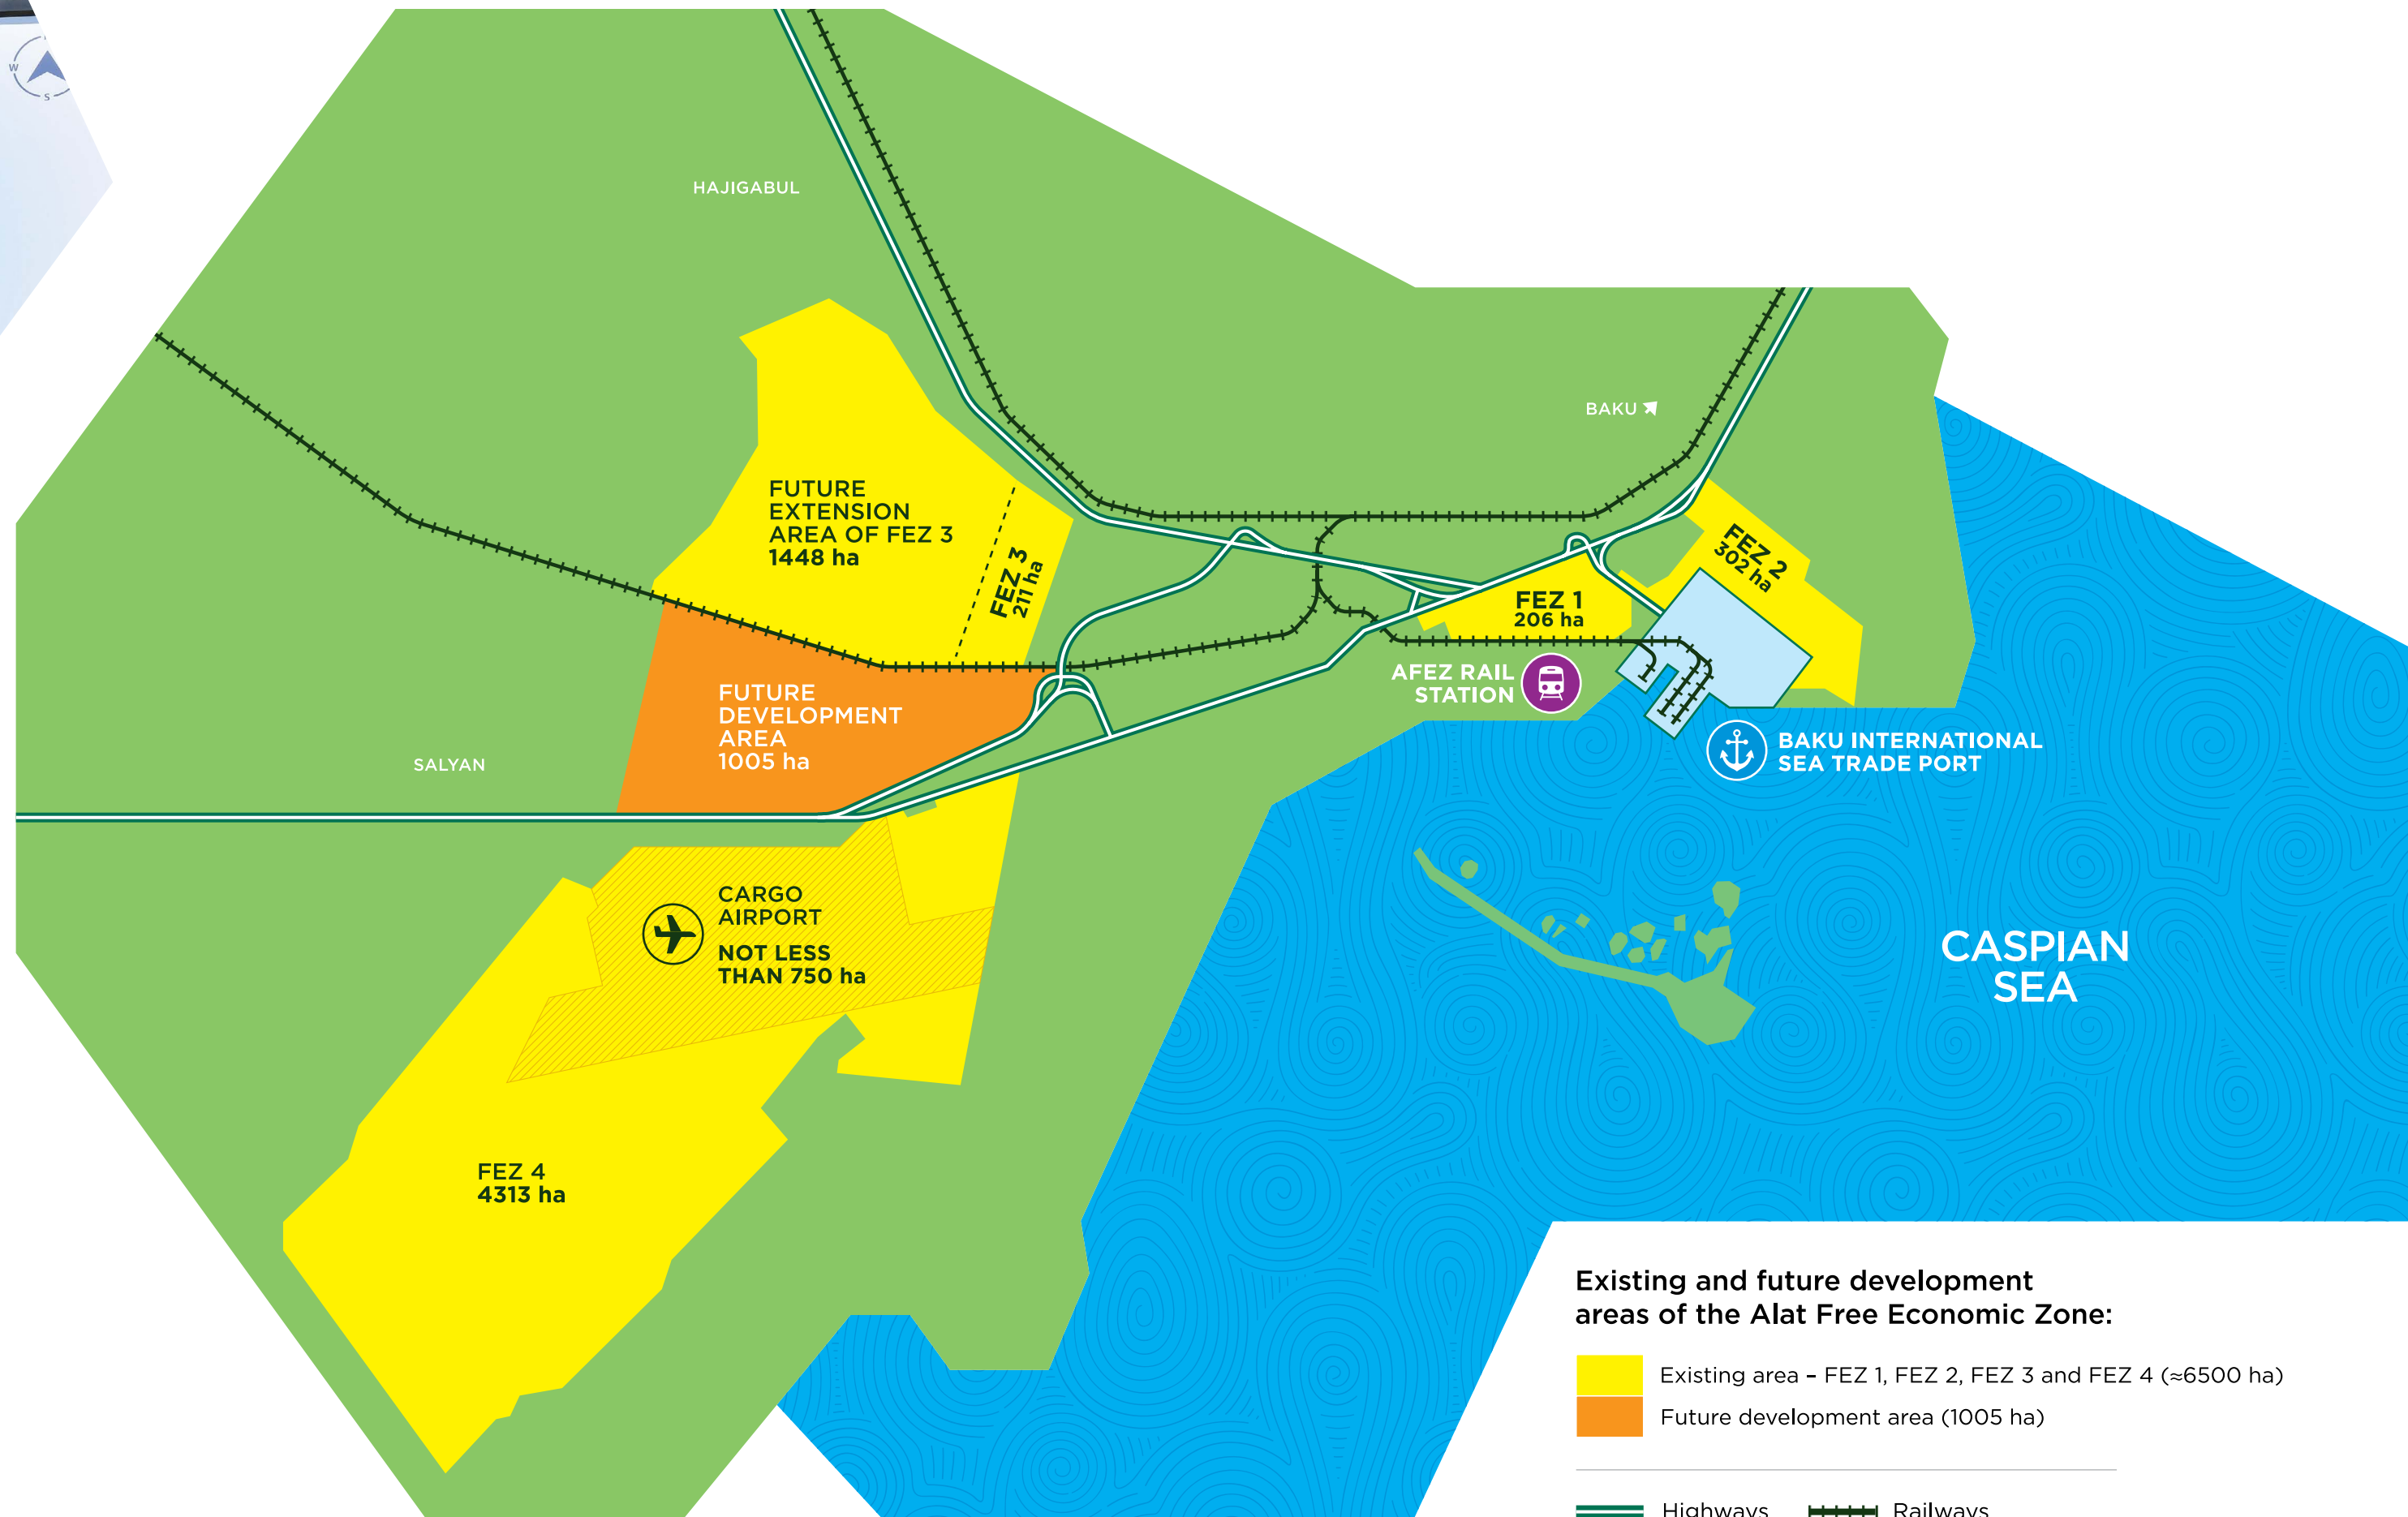 W
S
HAJIGABUL
BAKU
FUTURE
EXTENSION
AREA OF FEZ 3
1448 ha
FEZ 3
211 ha
FEZ 2
302 ha
FEZ 1
206 ha
AFEZ RAIL
STATION
FUTURE
DEVELOPMENT
AREA
1005 ha
SALYAN
BAKU INTERNATIONAL
SEA TRADE PORT
CARGO
AIRPORT
NOT LESS
THAN 750 ha
CASPIAN
SEA
FEZ 4
4313 ha
Existing and future development
areas of the Alat Free Economic Zone:
Existing area – FEZ 1, FEZ 2, FEZ 3 and FEZ 4 (≈6500 ha)
Future development area (1005 ha)
Highways
Railways